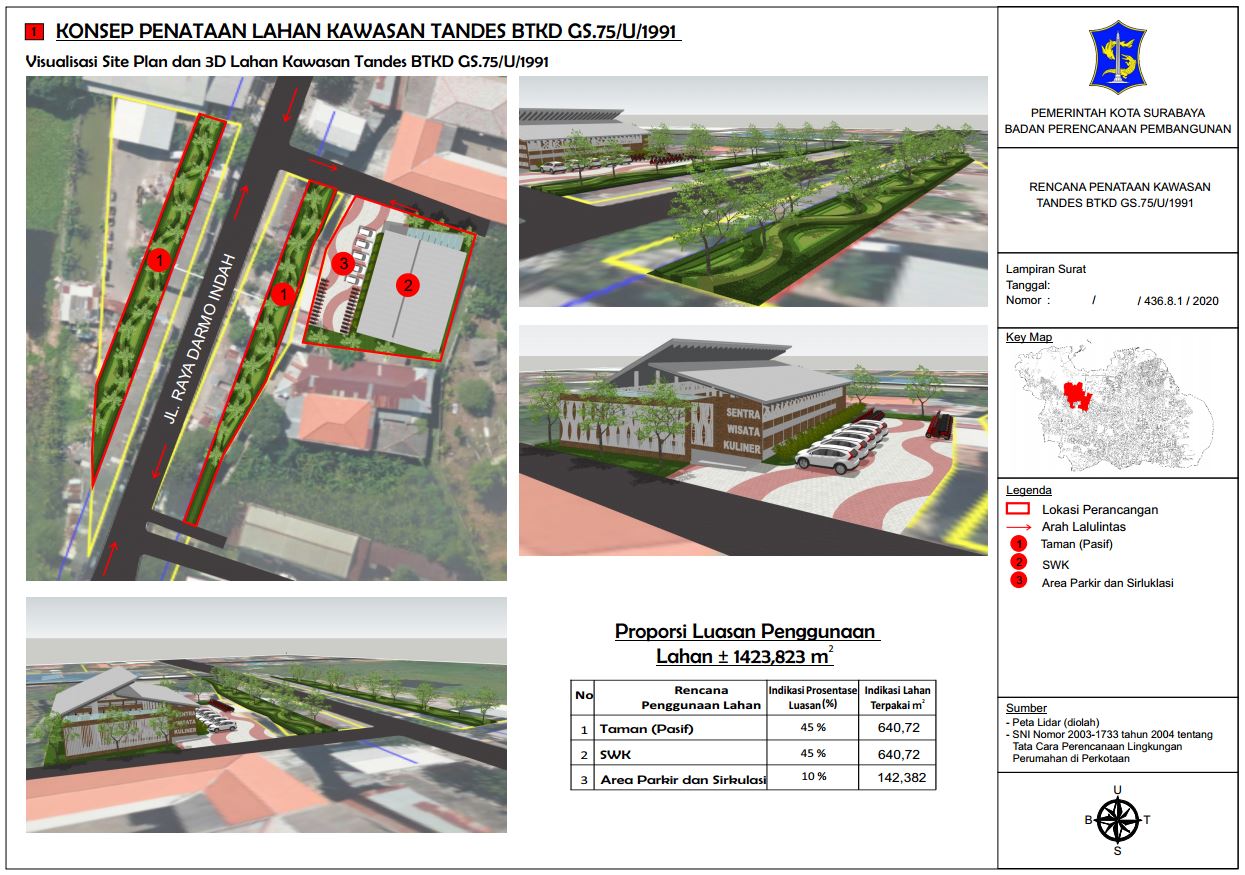 1 KONSEP PENATAAN LAHAN KAWASAN TANDES BTKD GS.75/U/1991
Visualisasi Site Plan dan 3D Lahan Kawasan Tandes BTKD GS.75/U/1991
1
1
3
2
JL. RAYA DARMO INDAH
SENTRA
WISATA
KULINER
SENTRA
WISATA
KULINER
Proporsi Luasan Penggunaan
Lahan ± 1423,823 m²
No Rencana Penggunaan Lahan Indikasi Prosentase Luasan (%) Indikasi Lahan Terpakai m²
1 Taman (Pasif) 45 % 640,72
2 SWK 45 % 640,72
3 Area Parkir dan Sirkulasi 10 % 142,382
PEMERINTAH KOTA SURABAYA
BADAN PERENCANAAN PEMBANGUNAN
RENCANA PENATAAN KAWASAN
TANDES BTKD GS.75/U/1991
Lampiran Surat
Tanggal:
Nomor : / / 436.8.1 / 2020
Key Map
Legenda
Lokasi Perancangan
Arah Lalulintas
1 Taman (Pasif)
2 SWK
3 Area Parkir dan Sirluklasi
Sumber
- Peta Lidar (diolah)
- SNI Nomor 2003-1733 tahun 2004 tentang
Tata Cara Perencanaan Lingkungan
Perumahan di Perkotaan
U
B T
S